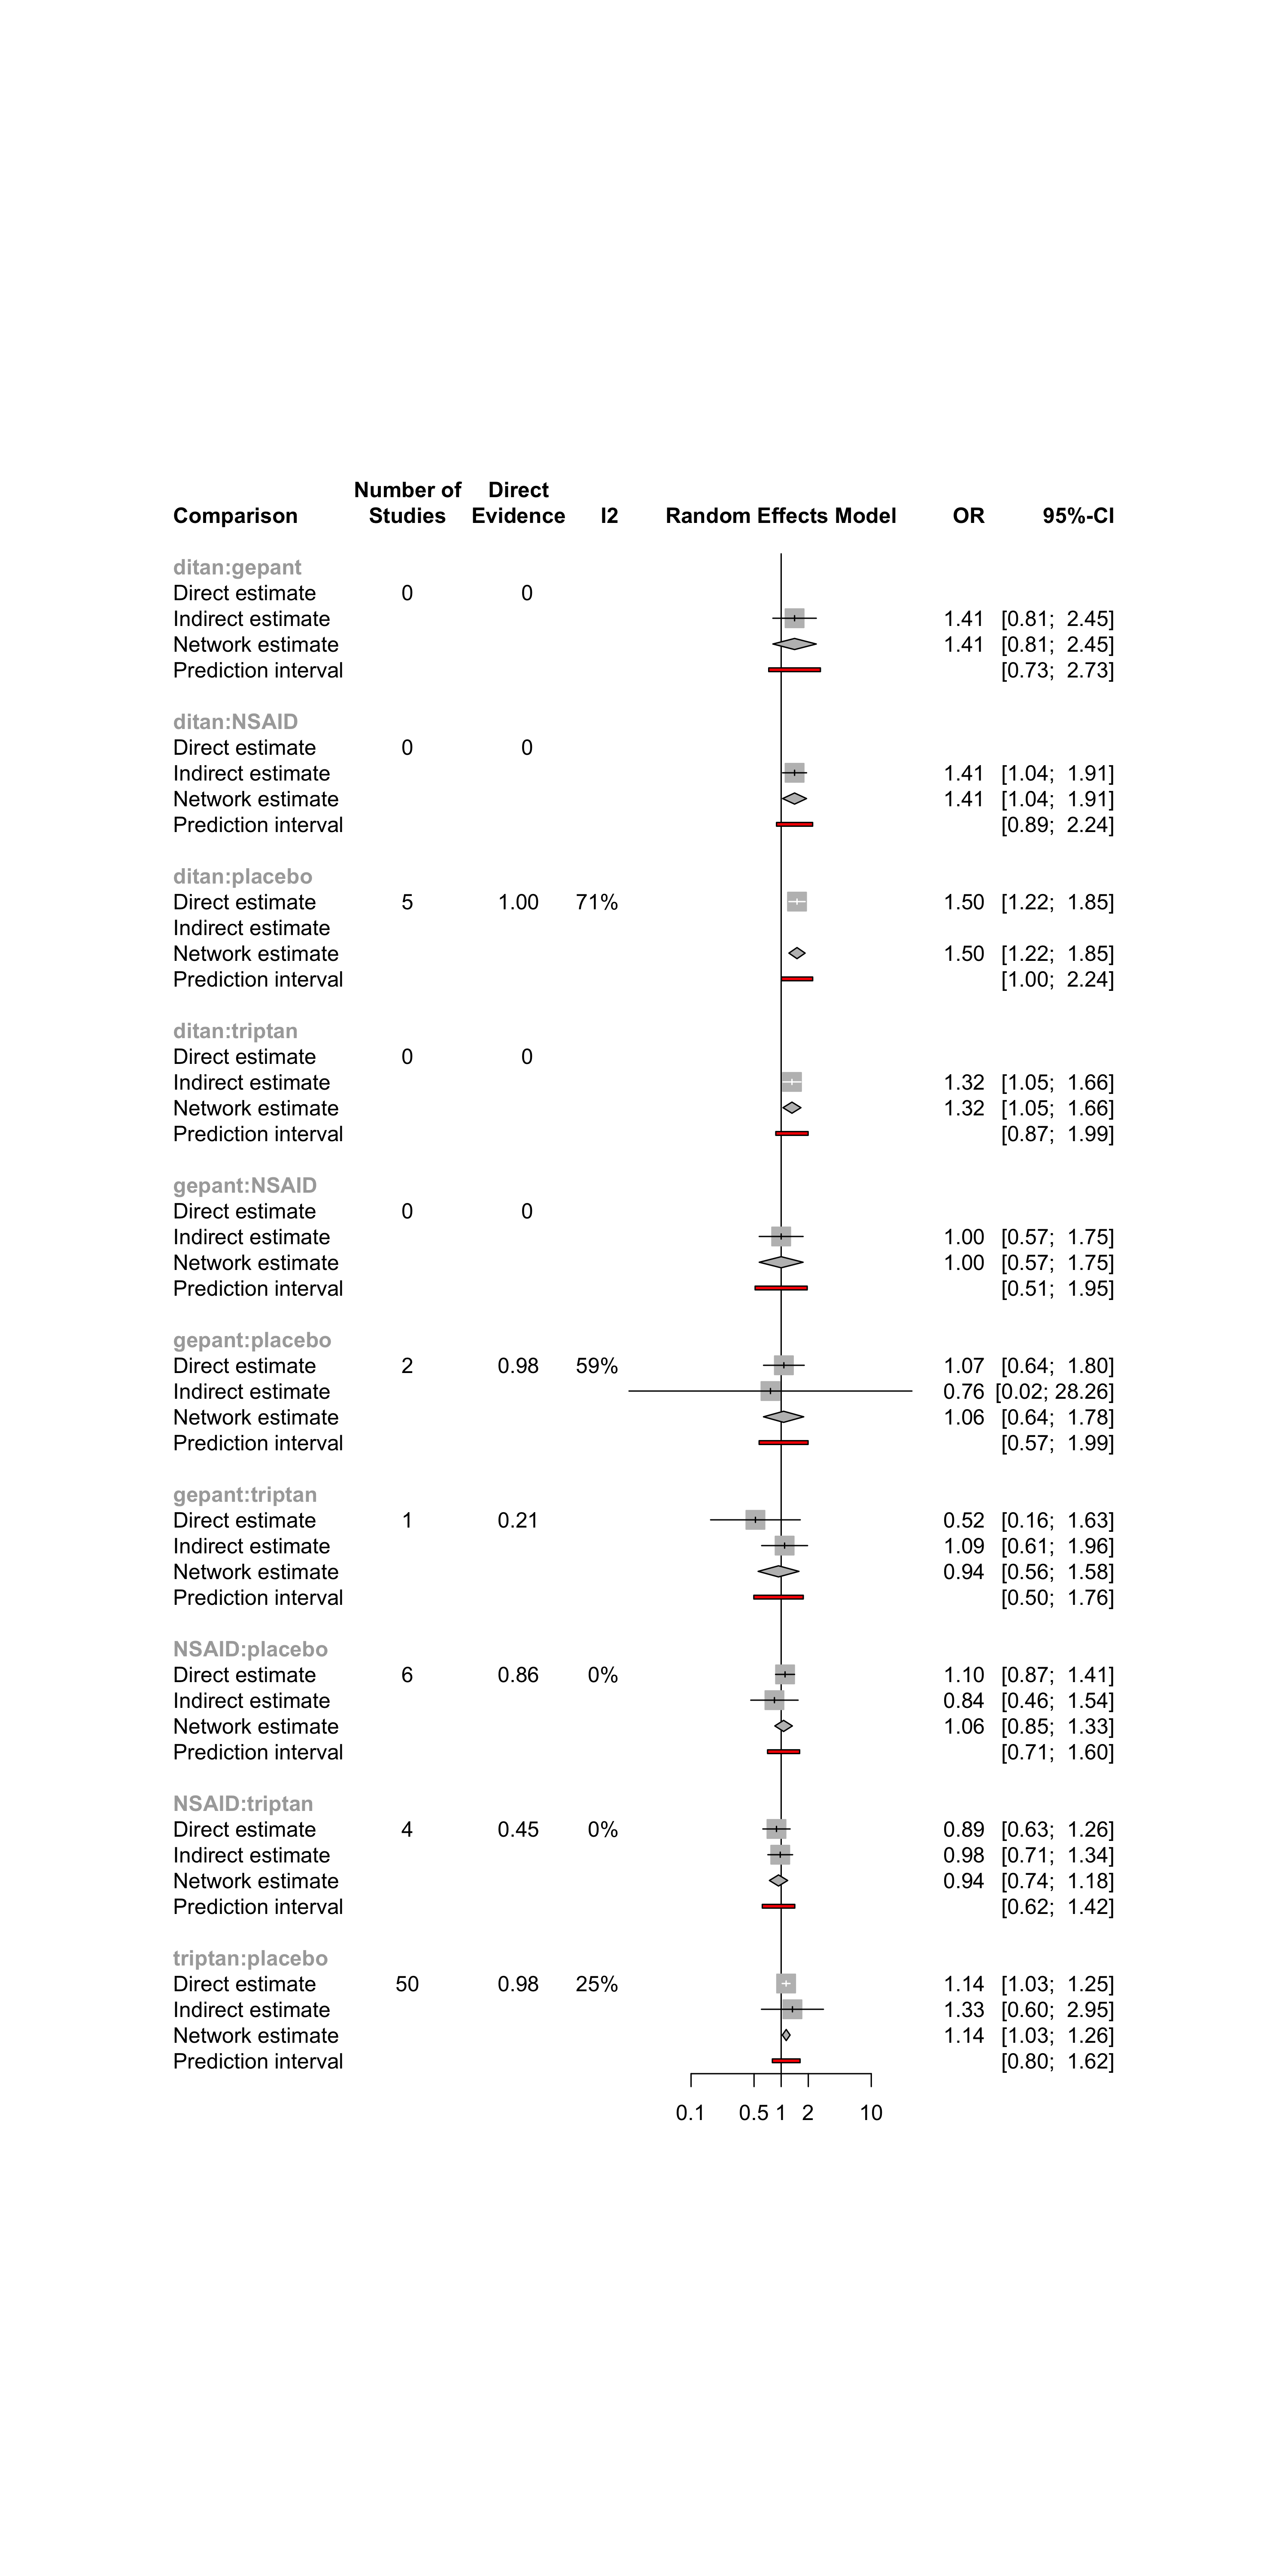 Number of Direct
Comparison Studies Evidence I2 Random Effects Model OR 95%-CI
ditan:gepant
Direct estimate 0 0
Indirect estimate 1.41 [0.81; 2.45]
Network estimate 1.41 [0.81; 2.45]
Prediction interval [0.73; 2.73]
ditan:NSAID
Direct estimate 0 0
Indirect estimate 1.41 [1.04; 1.91]
Network estimate 1.41 [1.04; 1.91]
Prediction interval [0.89; 2.24]
ditan:placebo
Direct estimate 5 1.00 71% 1.50 [1.22; 1.85]
Indirect estimate
Network estimate 1.50 [1.22; 1.85]
Prediction interval [1.00; 2.24]
ditan:triptan
Direct estimate 0 0
Indirect estimate 1.32 [1.05; 1.66]
Network estimate 1.32 [1.05; 1.66]
Prediction interval [0.87; 1.99]
gepant:NSAID
Direct estimate 0 0
Indirect estimate 1.00 [0.57; 1.75]
Network estimate 1.00 [0.57; 1.75]
Prediction interval [0.51; 1.95]
gepant:placebo
Direct estimate 2 0.98 59% 1.07 [0.64; 1.80]
Indirect estimate 0.76 [0.02; 28.26]
Network estimate 1.06 [0.64; 1.78]
Prediction interval [0.57; 1.99]
gepant:triptan
Direct estimate 1 0.21 0.52 [0.16; 1.63]
Indirect estimate 1.09 [0.61; 1.96]
Network estimate 0.94 [0.56; 1.58]
Prediction interval [0.50; 1.76]
NSAID:placebo
Direct estimate 6 0.86 0% 1.10 [0.87; 1.41]
Indirect estimate 0.84 [0.46; 1.54]
Network estimate 1.06 [0.85; 1.33]
Prediction interval [0.71; 1.60]
NSAID:triptan
Direct estimate 4 0.45 0% 0.89 [0.63; 1.26]
Indirect estimate 0.98 [0.71; 1.34]
Network estimate 0.94 [0.74; 1.18]
Prediction interval [0.62; 1.42]
triptan:placebo
Direct estimate 50 0.98 25% 1.14 [1.03; 1.25]
Indirect estimate 1.33 [0.60; 2.95]
Network estimate 1.14 [1.03; 1.26]
Prediction interval [0.80; 1.62]
0.1 0.5 1 2 10